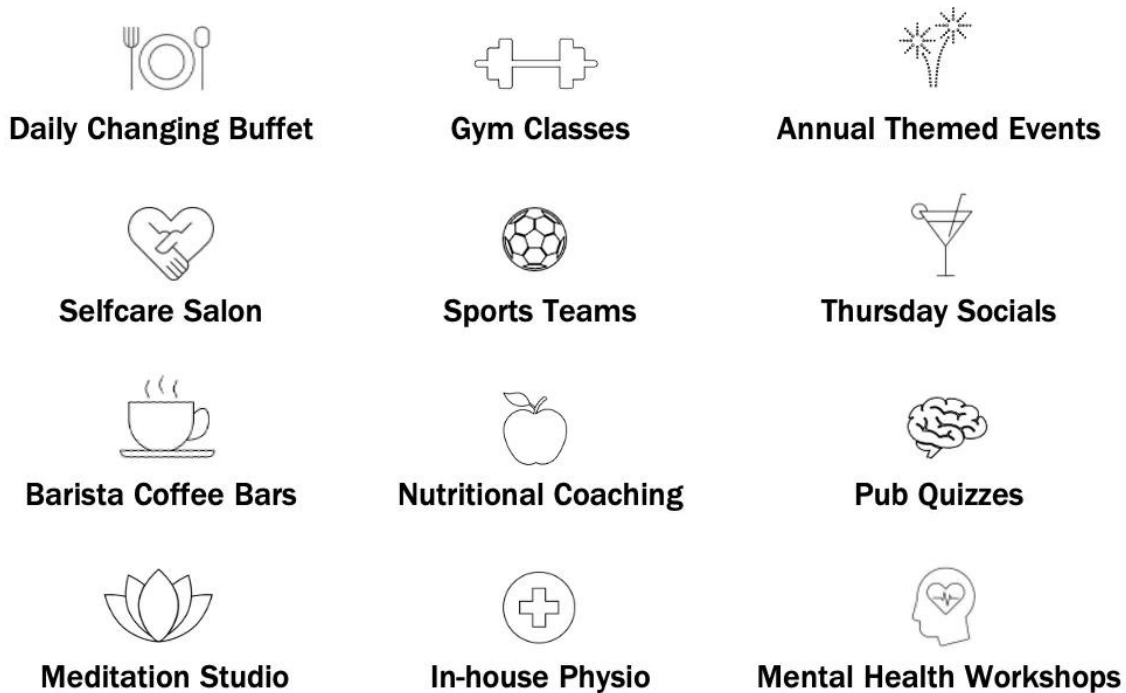 Daily Changing Buffet
Gym Classes
Annual Themed Events
Selfcare Salon
Sports Teams
Thursday Socials
Barista Coffee Bars
Nutritional Coaching
Pub Quizzes
Meditation Studio
In-house Physio
Mental Health Workshops